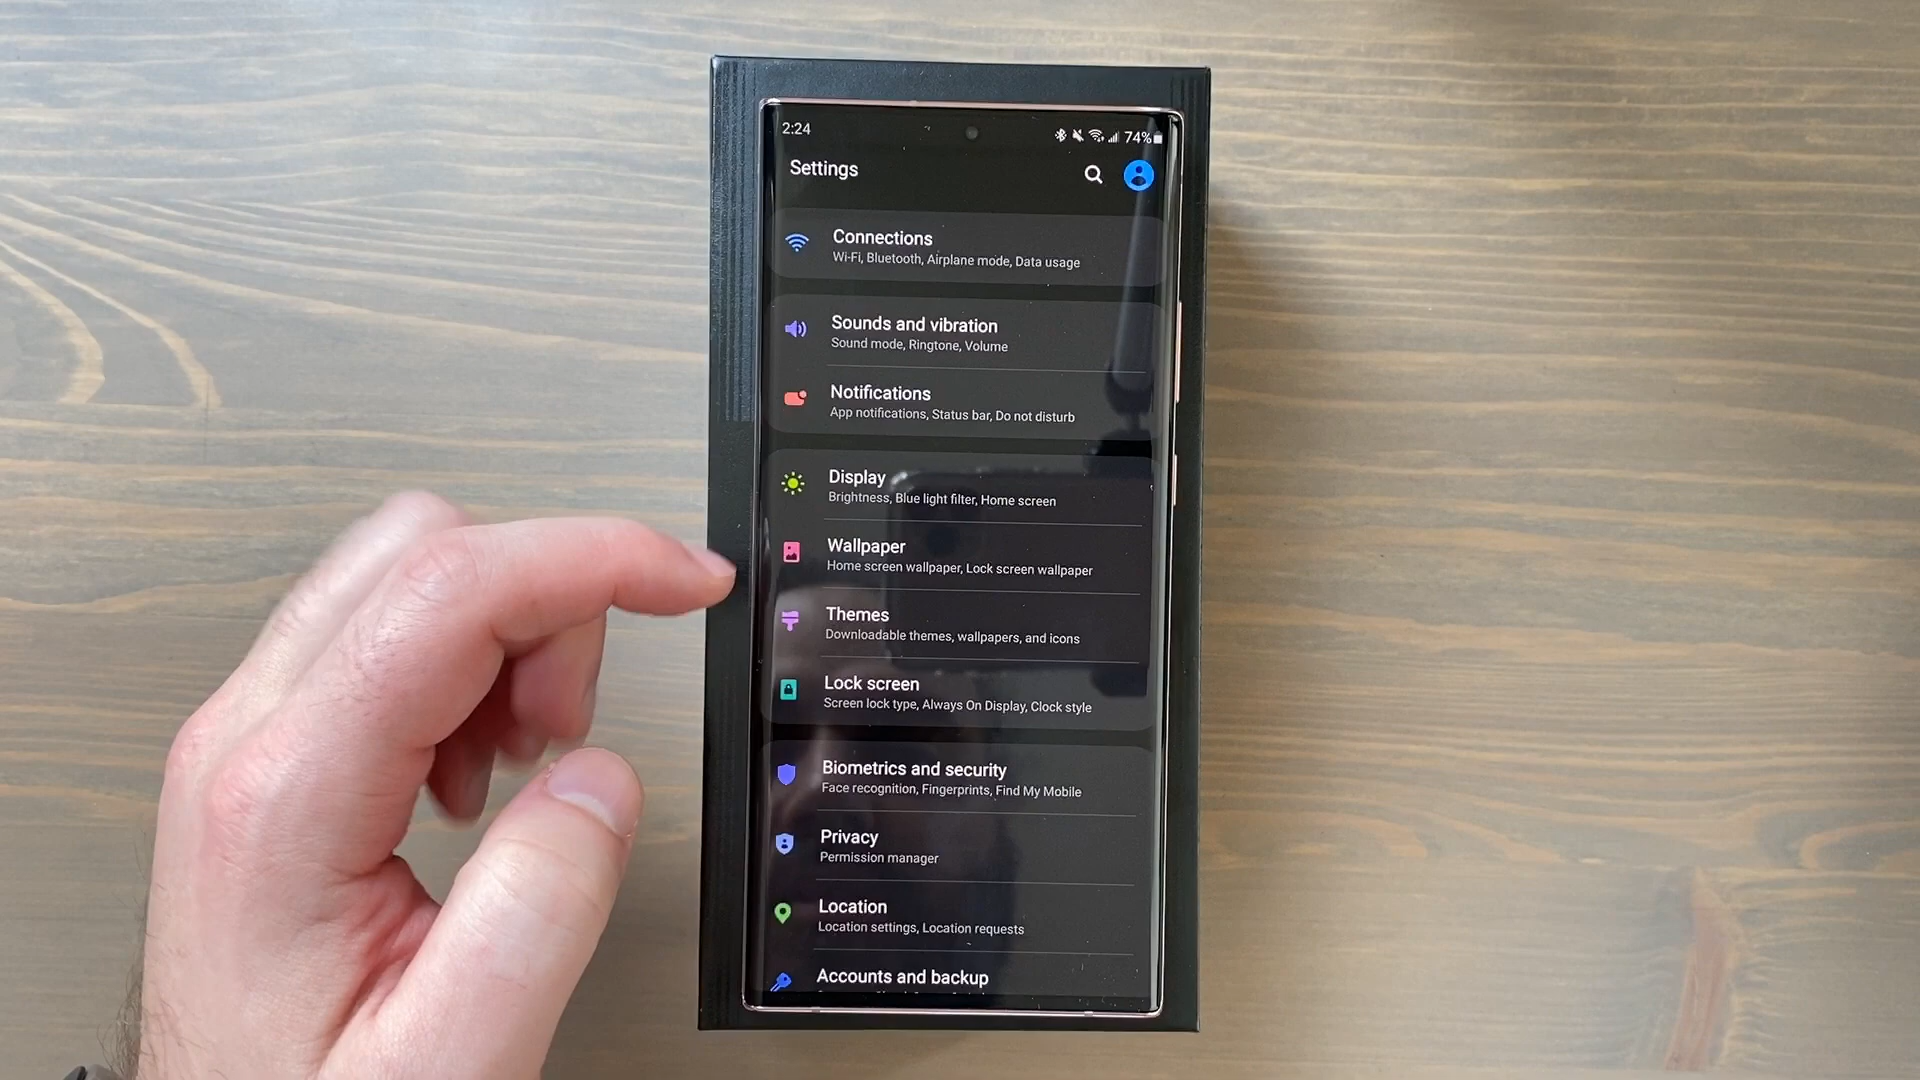 2:24
74%
Settings
Connections
Wi-Fi, Bluetooth, Airplane mode, Data usage
Sounds and vibration
Sound mode, Ringtone, Volume
Notifications
App notifications, Status bar, Do not disturb
Display
Brightness, Blue light filter, Home screen
Wallpaper
Home screen wallpaper, Lock screen wallpaper
Themes
Downloadable themes, wallpapers, and icons
Lock screen
Screen lock type, Always On Display, Clock style
Biometrics and security
Face recognition, Fingerprints, Find My Mobile
Privacy
Permission manager
Location
Location settings, Location requests
Accounts and backup